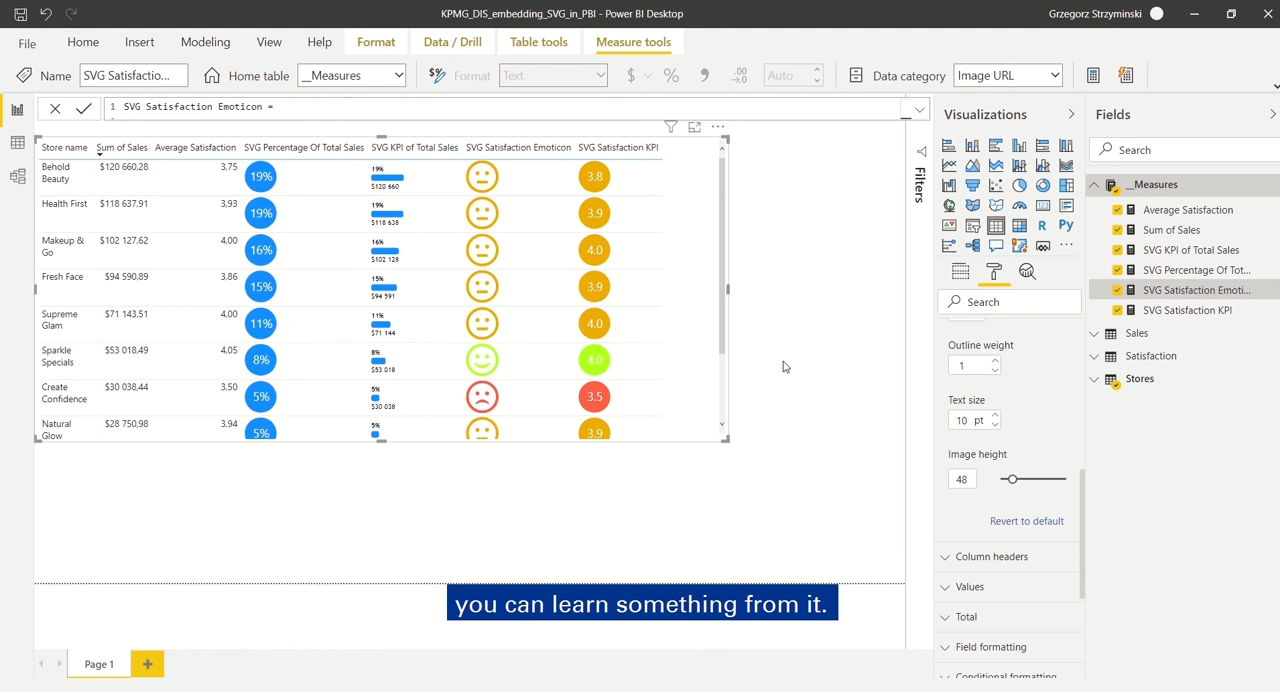 KPMG_DIS_embedding_SVG_in_PBI - Power BI Desktop
Grzegorz Strzyminski
File Home Insert Modeling View Help Format Data / Drill Table tools Measure tools
Name SVG Satisfactio... Home table __Measures Format Text $ % Auto Data category Image URL
1 SVG Satisfaction Emoticon =
Store name Sum of Sales Average Satisfaction SVG Percentage Of Total Sales SVG KPI of Total Sales SVG Satisfaction Emoticon SVG Satisfaction KPI
Behold Beauty $120 660,28 3,75 19% 19% $120 660 3.8
Health First $118 637,91 3,93 19% 19% $118 638 3.9
Makeup & Go $102 127,62 4,00 16% 16% $102 128 4.0
Fresh Face $94 590,89 3,86 15% 15% $94 591 3.9
Supreme Glam $71 143,51 4,00 11% 11% $71 144 4.0
Sparkle Specials $53 018,49 4,05 8% 8% $53 018 4.0
Create Confidence $30 038,44 3,50 5% 5% $30 038 3.5
Natural Glow $28 750,98 3,94 5% 5% 3.9
you can learn something from it.
Page 1
Filters
Visualizations
R Py
Search
Outline weight
1
Text size
10 pt
Image height
48
Revert to default
Column headers
Values
Total
Field formatting
Conditional formatting
Fields
Search
__Measures
Average Satisfaction
Sum of Sales
SVG KPI of Total Sales
SVG Percentage Of Tot...
SVG Satisfaction Emoti...
SVG Satisfaction KPI
Sales
Satisfaction
Stores